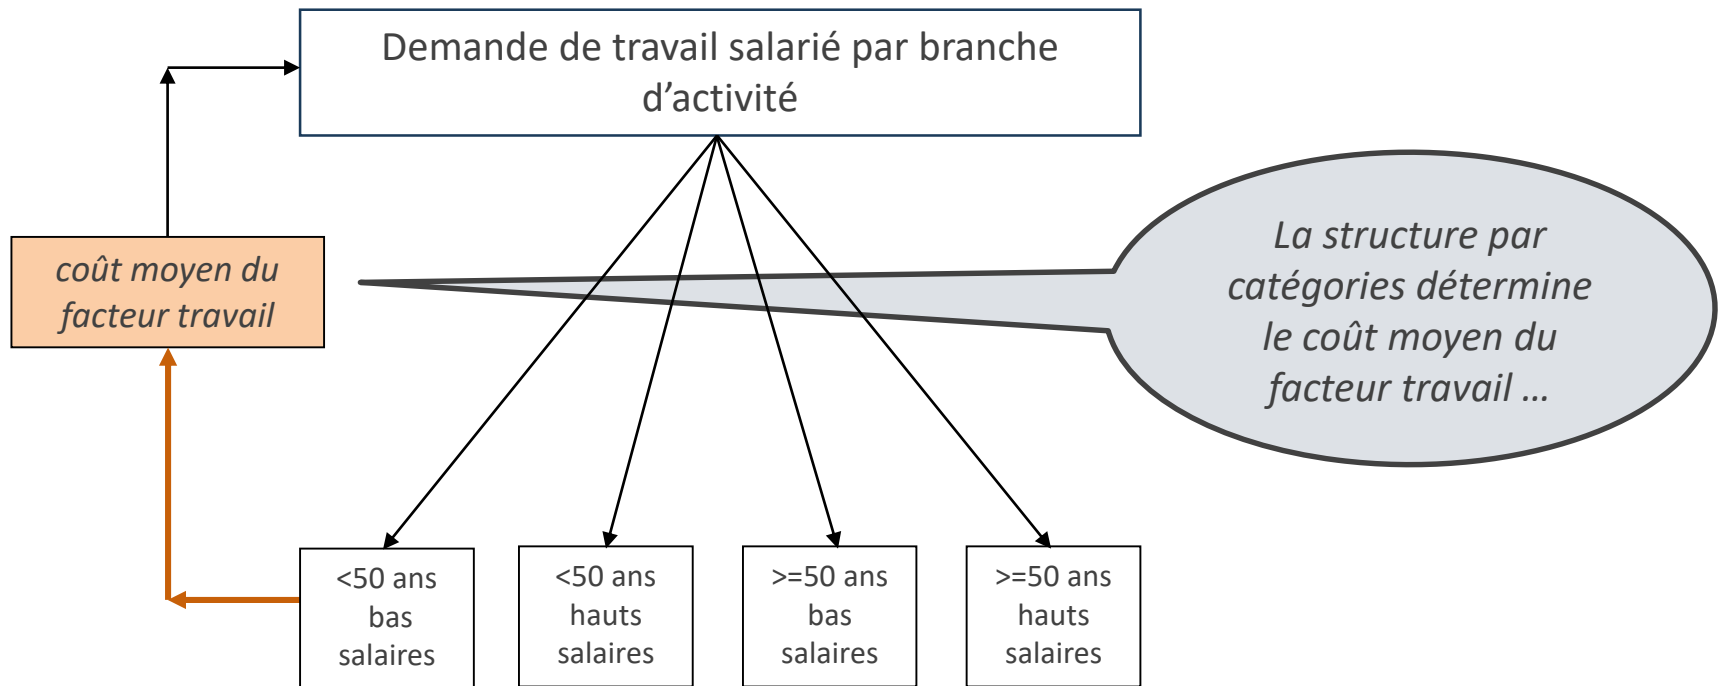 Demande de travail salarié par branche
d’activité
coût moyen du
facteur travail
La structure par
catégories détermine
le coût moyen du
facteur travail …
<50 ans
bas
salaires
<50 ans
hauts
salaires
>=50 ans
bas
salaires
>=50 ans
hauts
salaires